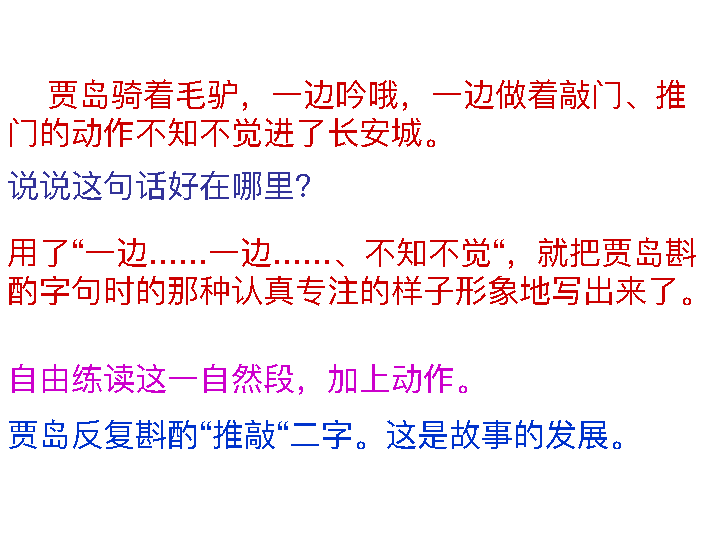 贾岛骑着毛驴，一边吟哦，一边做着敲门、推
门的动作不知不觉进了长安城。
说说这句话好在哪里？
用了“一边……一边……、不知不觉“，就把贾岛斟
酌字句时的那种认真专注的样子形象地写出来了。
自由练读这一自然段，加上动作。
贾岛反复斟酌“推敲“二字。这是故事的发展。